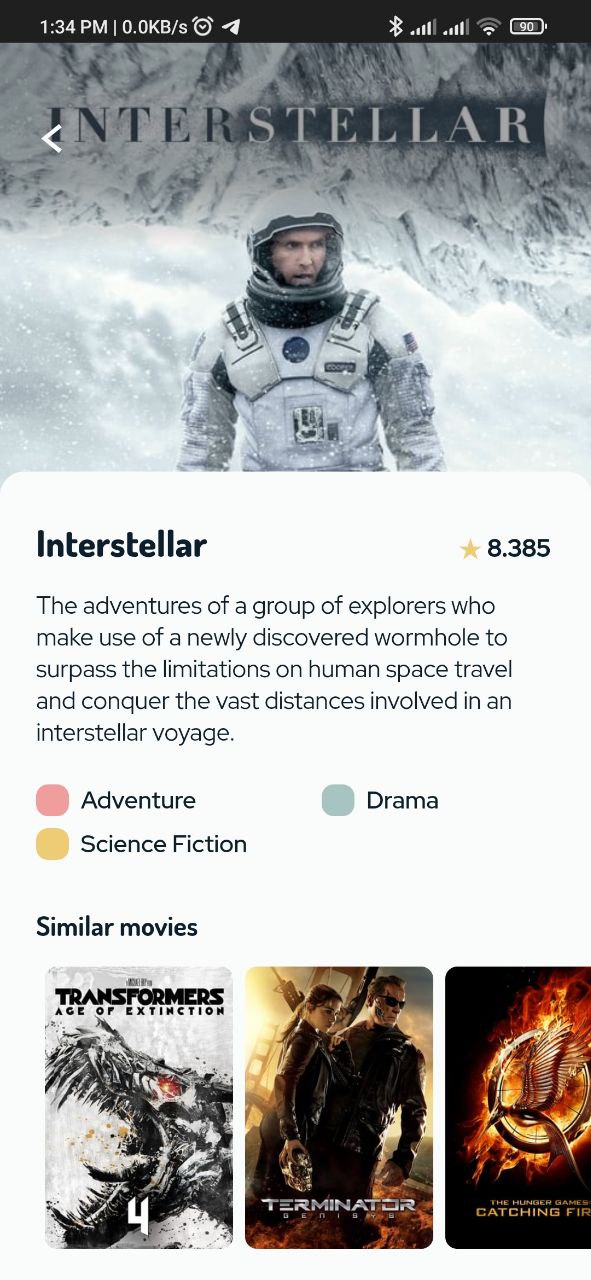 1:34 PM | 0.0KB/s
90
INTERSTELLAR
COOPER
Interstellar
8.385
The adventures of a group of explorers who
make use of a newly discovered wormhole to
surpass the limitations on human space travel
and conquer the vast distances involved in an
interstellar voyage.
Adventure
Drama
Science Fiction
Similar movies
TRANSFORMERS
AGE OF EXTINCTION
4
TERMINATOR
GENISYS
THE HUNGER GAMES
CATCHING FIR